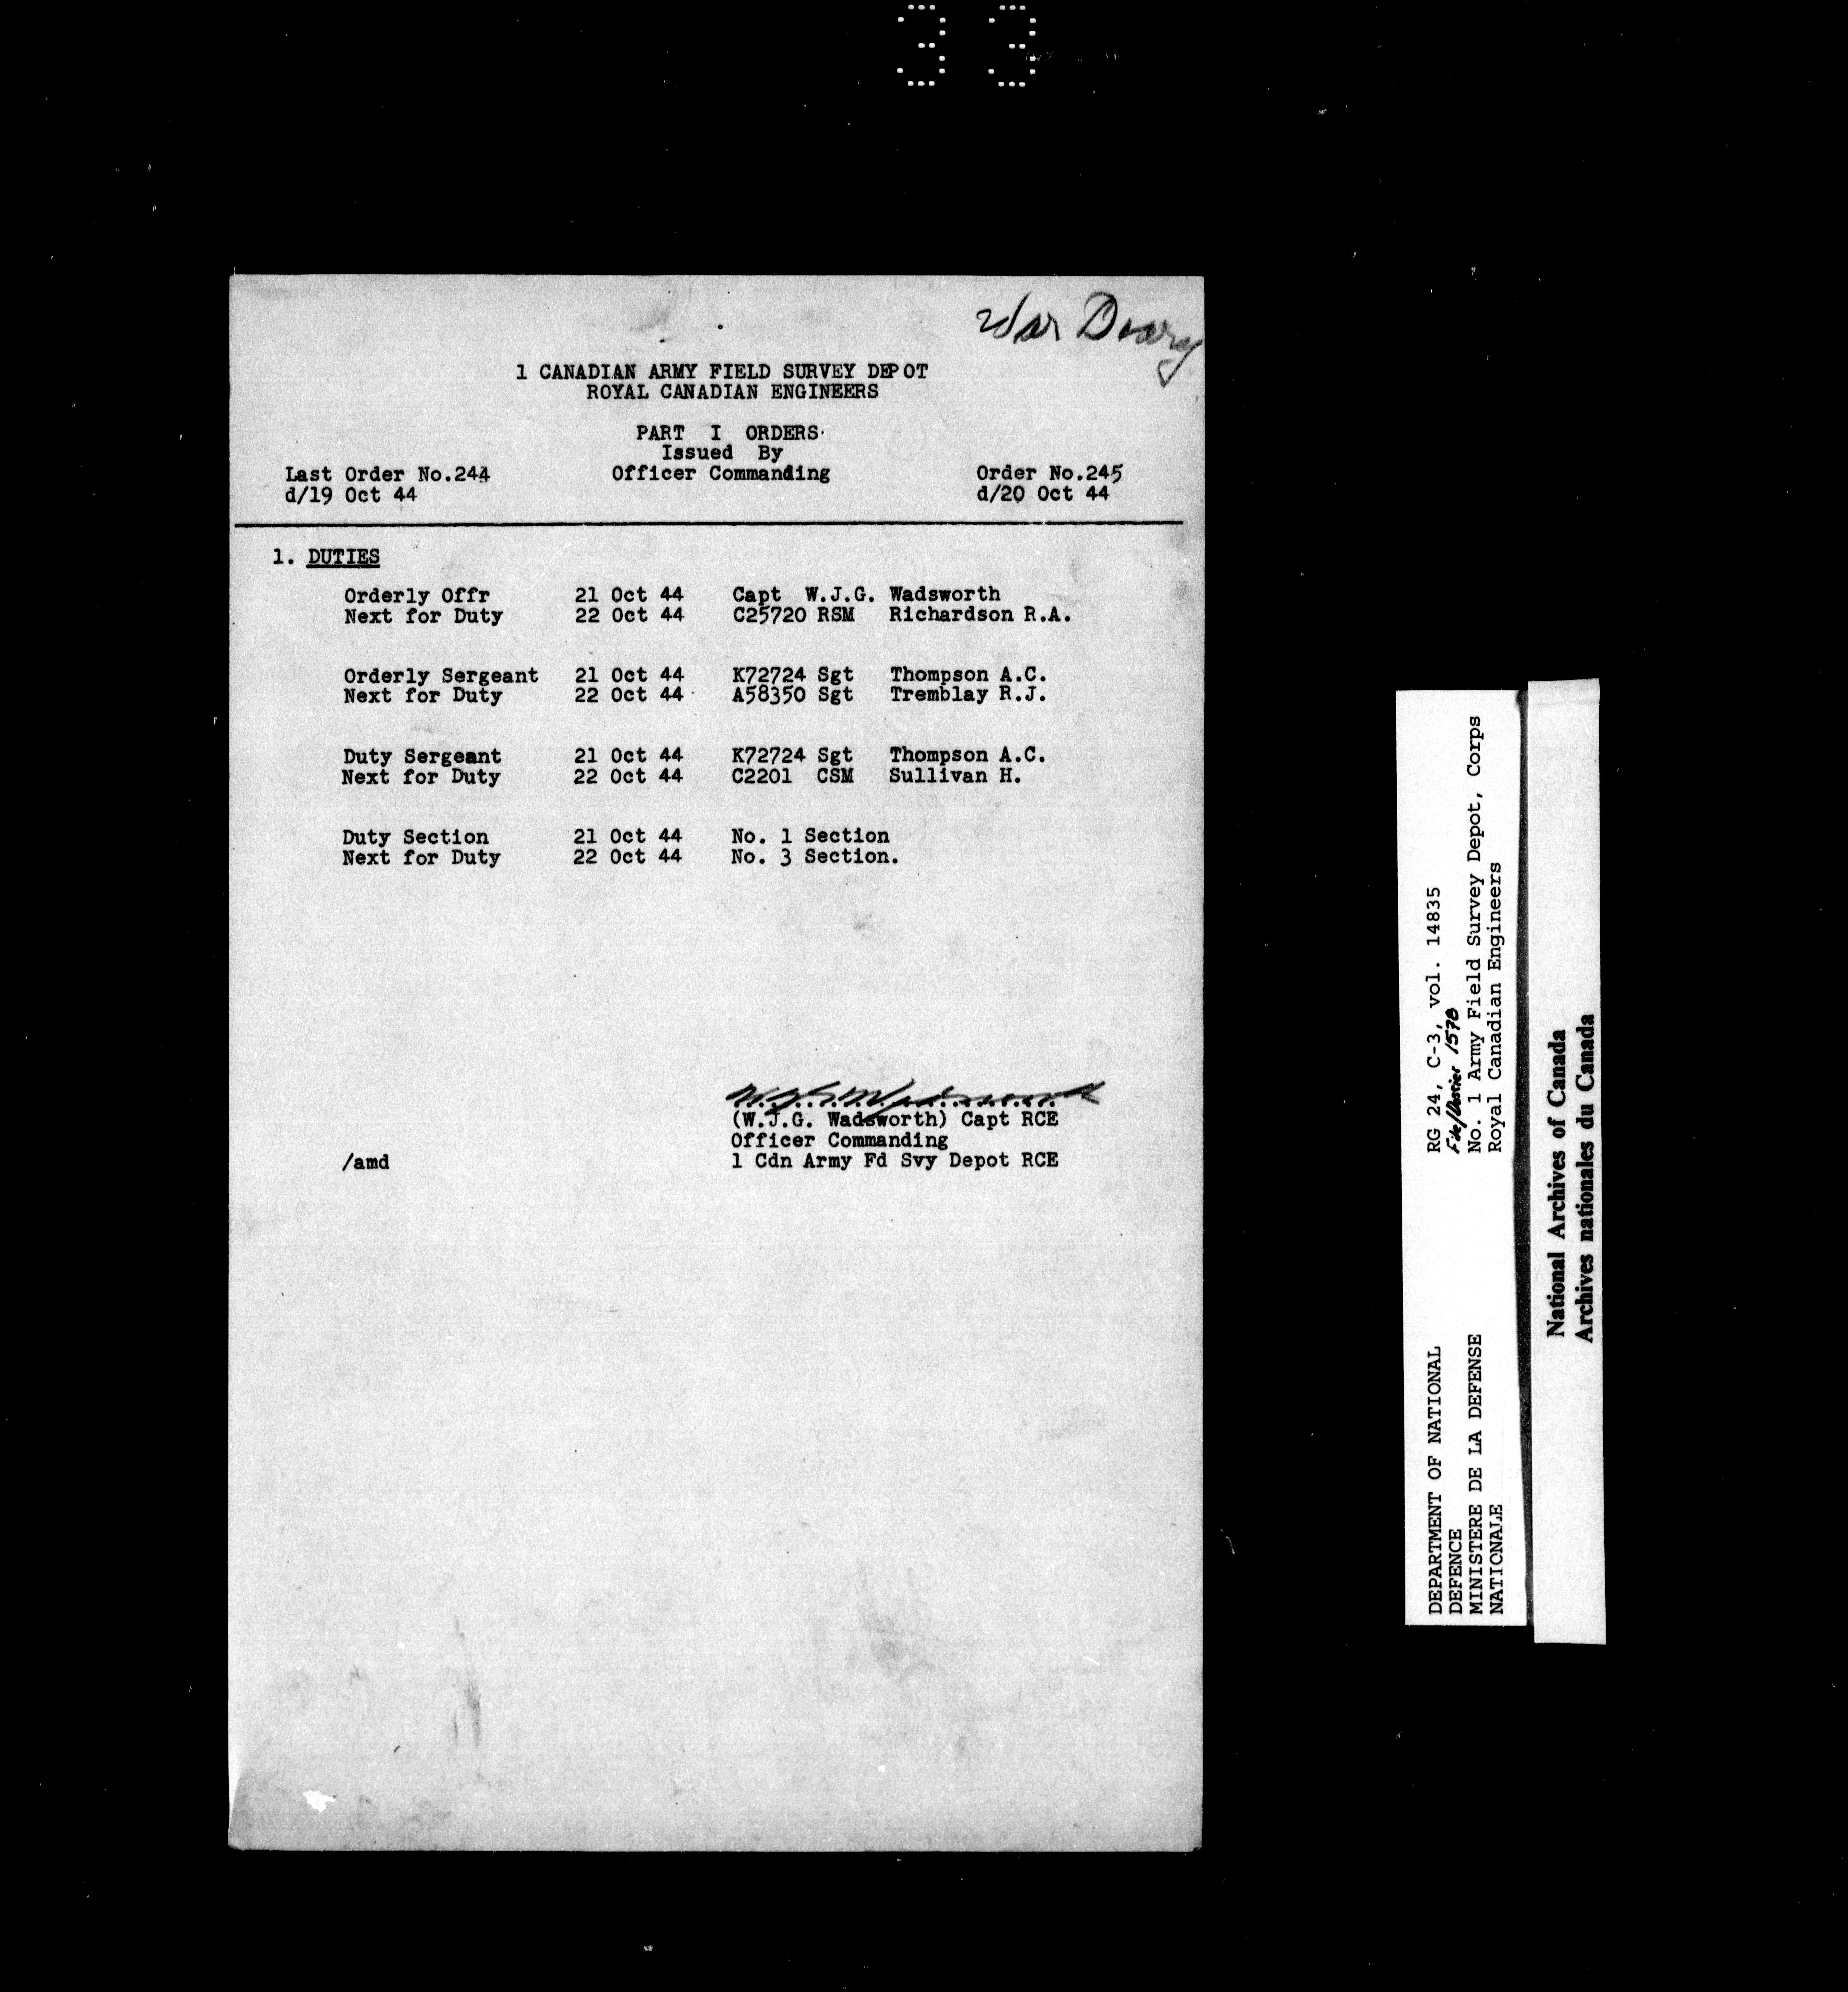 33
War Diary
1 CANADIAN ARMY FIELD SURVEY DEPOT
ROYAL CANADIAN ENGINEERS
PART I ORDERS
Issued By
Last Order No.244 Officer Commanding Order No.245
d/19 Oct 44 d/20 Oct 44
1. DUTIES
Orderly Offr 21 Oct 44 Capt W.J.G. Wadsworth
Next for Duty 22 Oct 44 C25720 RSM Richardson R.A.
Orderly Sergeant 21 Oct 44 K72724 Sgt Thompson A.C.
Next for Duty 22 Oct 44 A58350 Sgt Tremblay R.J.
Duty Sergeant 21 Oct 44 K72724 Sgt Thompson A.C.
Next for Duty 22 Oct 44 C2201 CSM Sullivan H.
Duty Section 21 Oct 44 No. 1 Section
Next for Duty 22 Oct 44 No. 3 Section.
W.J.G. Wadsworth
(W.J.G. Wadsworth) Capt RCE
Officer Commanding
/amd 1 Cdn Army Fd Svy Depot RCE
DEPARTMENT OF NATIONAL
DEFENCE
MINISTERE DE LA DEFENSE
NATIONALE
RG 24, C-3, vol. 14835
File/Dossier 1570
No. 1 Army Field Survey Depot, Corps
Royal Canadian Engineers
National Archives of Canada
Archives nationales du Canada